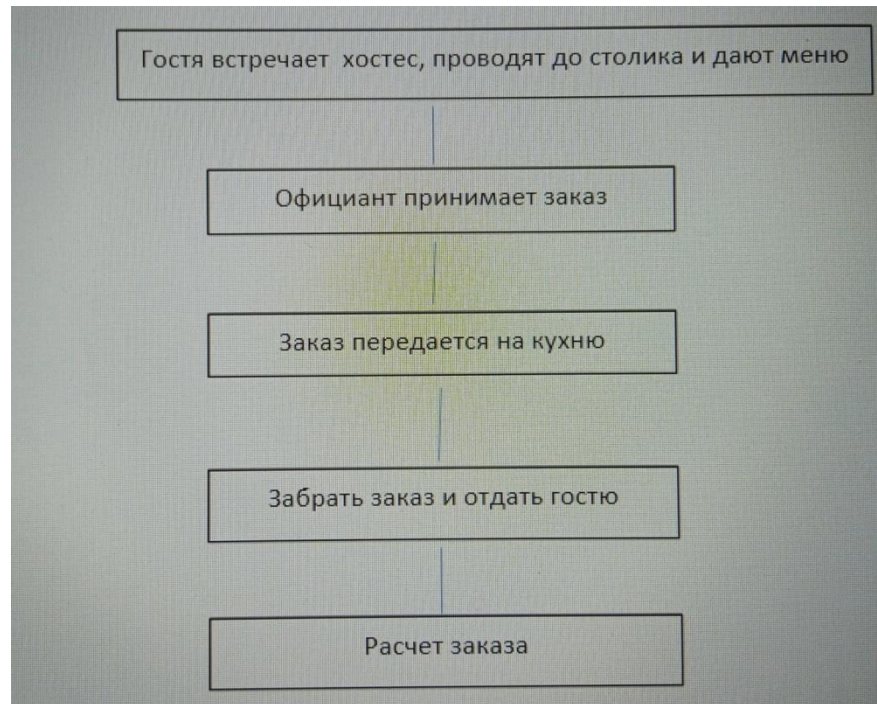 Гостя встречает  хостес, проводят до столика и дают меню
Официант принимает заказ
Заказ передается на кухню
Забрать заказ и отдать гостю
Расчет заказа